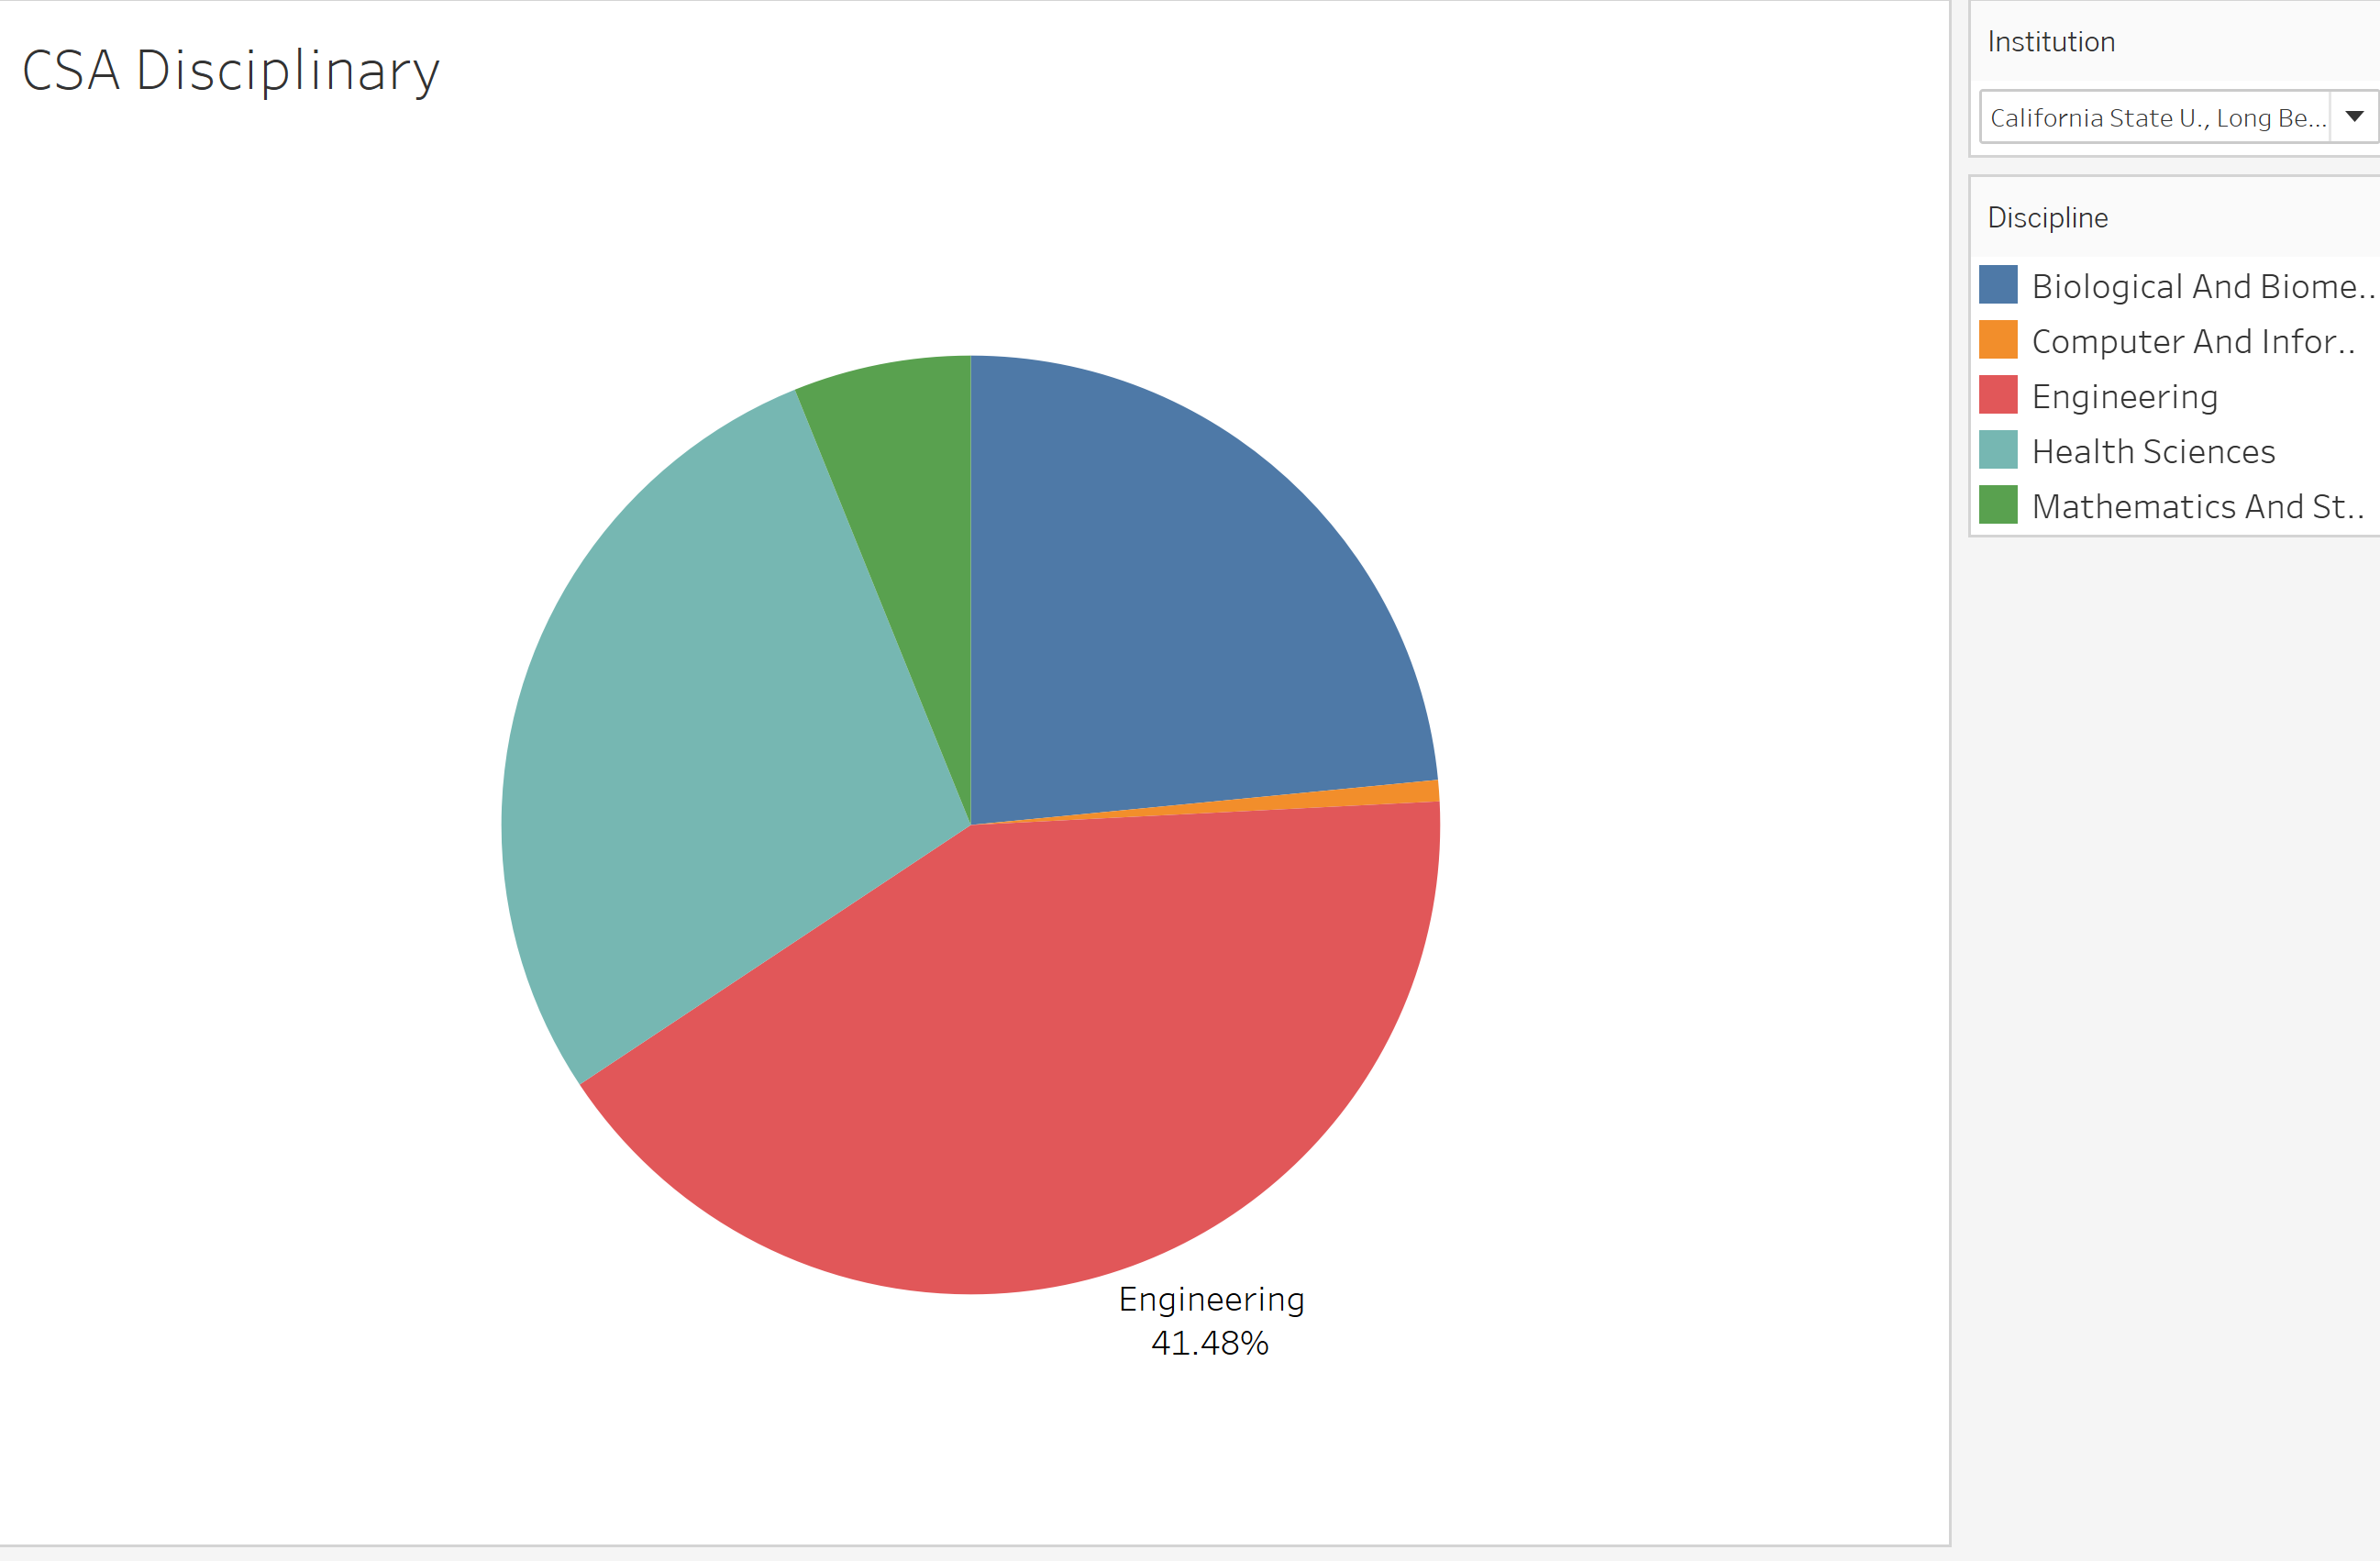 CSA Disciplinary
Engineering
41.48%
Institution
California State U., Long Be...
Discipline
Biological And Biome..
Computer And Infor..
Engineering
Health Sciences
Mathematics And St..